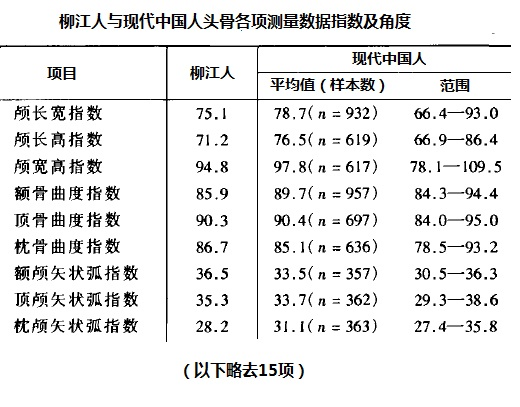 柳江人与现代中国人头骨各项测量数据指数及角度
项目 柳江人 现代中国人
平均值(样本数) 范围
颅长宽指数 75.1 78.7(n=932) 66.4—93.0
颅长高指数 71.2 76.5(n=619) 66.9—86.4
颅宽高指数 94.8 97.8(n=617) 78.1—109.5
额骨曲度指数 85.9 89.7(n=957) 84.3—94.4
顶骨曲度指数 90.3 90.4(n=697) 84.0—95.0
枕骨曲度指数 86.7 85.1(n=636) 78.5—93.2
额颅矢状弧指数 36.5 33.5(n=357) 30.5—36.3
顶颅矢状弧指数 35.3 33.7(n=362) 29.3—38.6
枕颅矢状弧指数 28.2 31.1(n=363) 27.4—35.8
(以下略去15项)